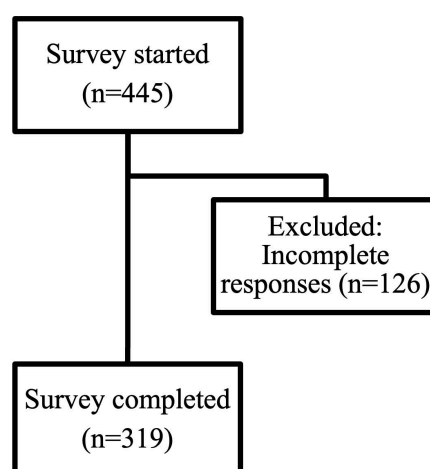 Survey started
(n=445)
Excluded:
Incomplete
responses (n=126)
Survey completed
(n=319)